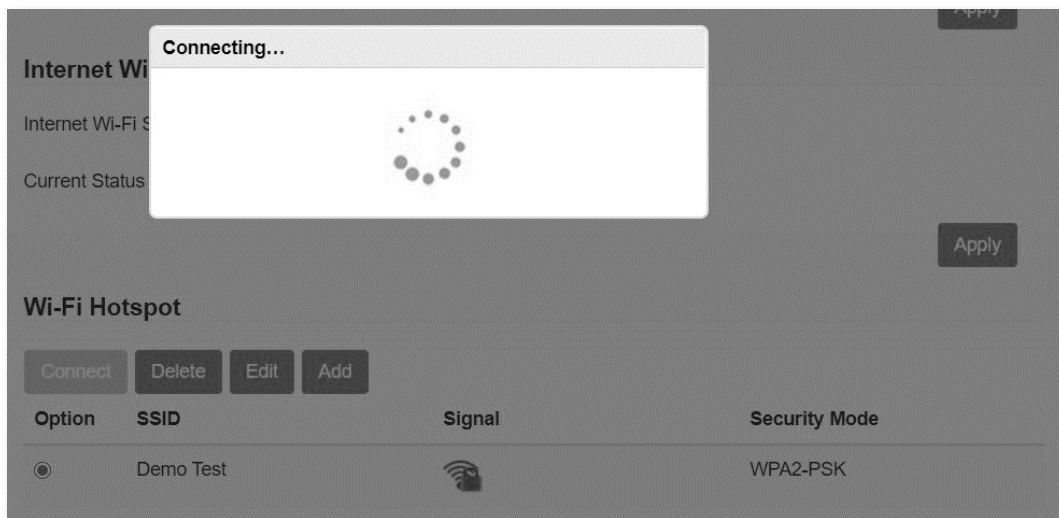 Apply
Connecting...
Internet Wi
Internet Wi-Fi S
Current Status
Apply
Wi-Fi Hotspot
Connect Delete Edit Add
Option SSID Signal Security Mode
Demo Test WPA2-PSK